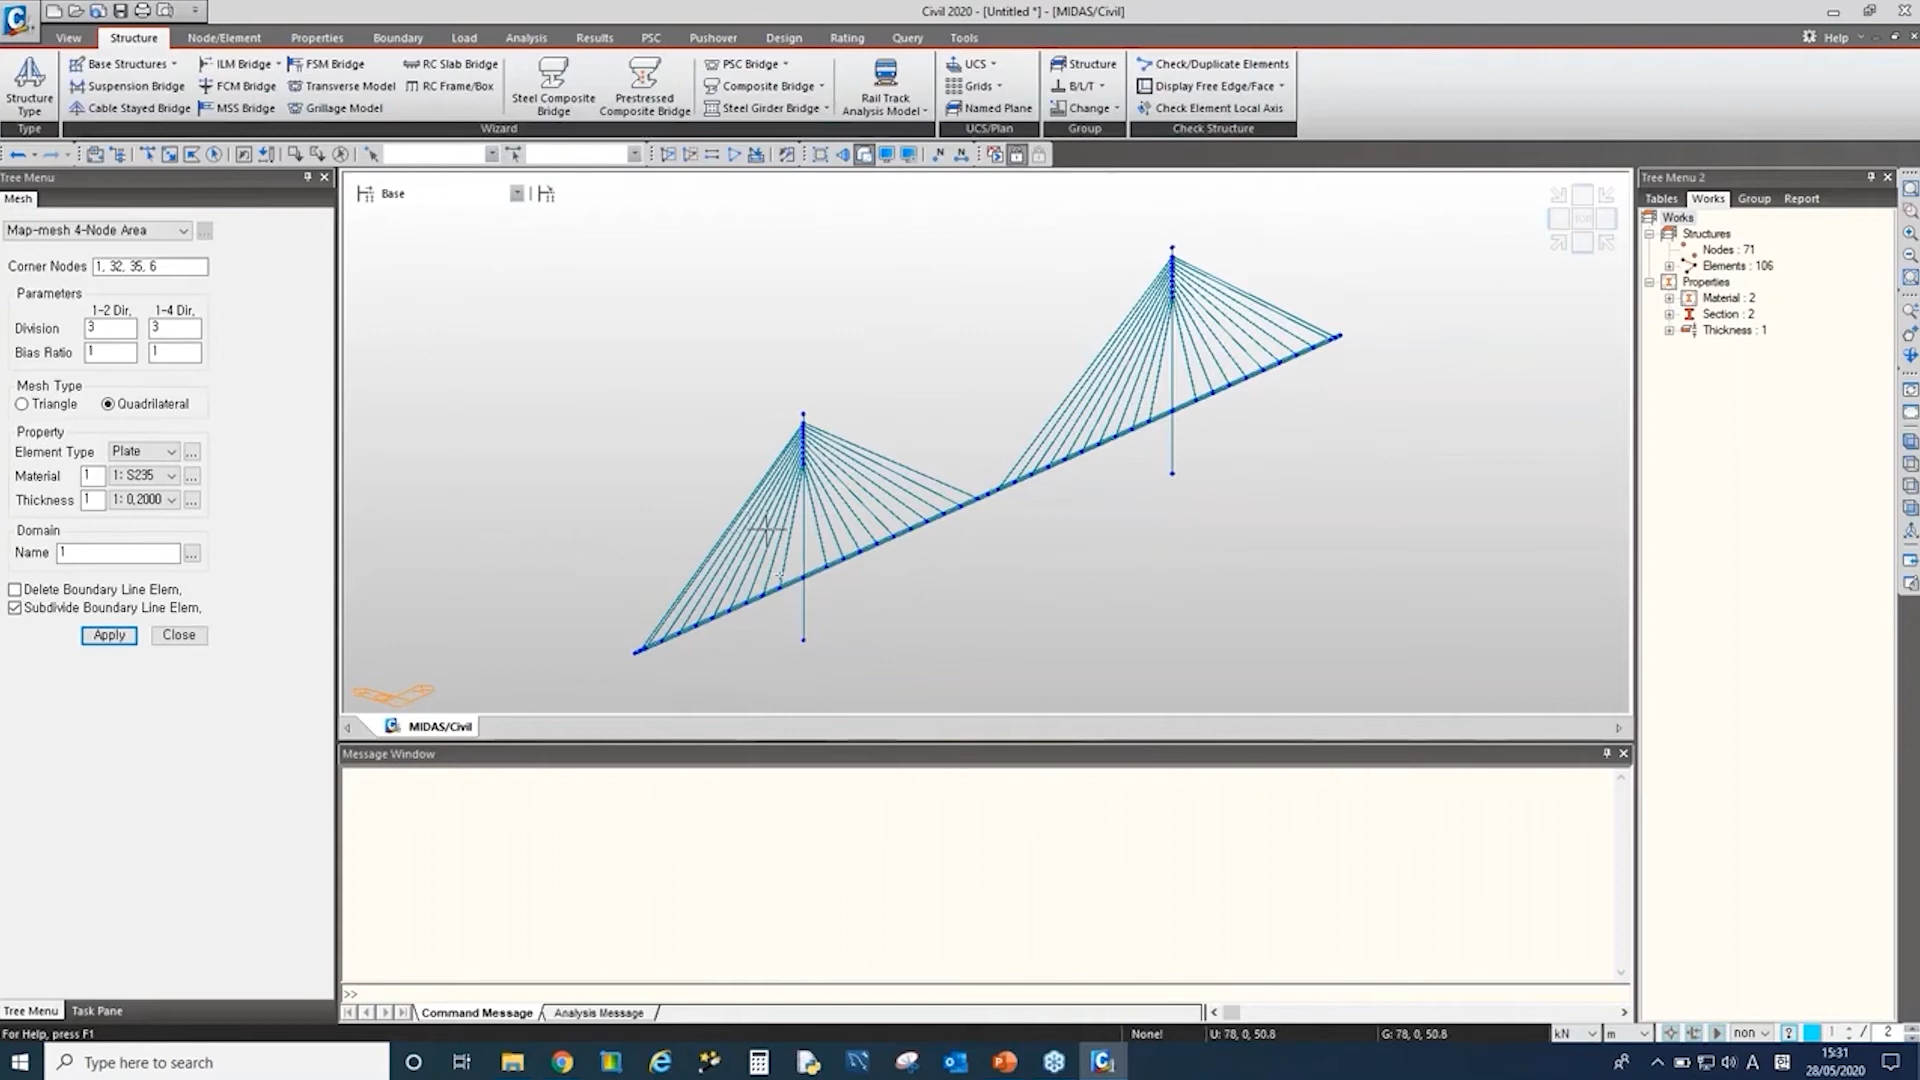 Civil 2020 - [Untitled *] - [MIDAS/Civil]
View Structure Node/Element Properties Boundary Load Analysis Results PSC Pushover Design Rating Query Tools Help
Structure Type
Type
Base Structures
Suspension Bridge
Cable Stayed Bridge
ILM Bridge
FCM Bridge
MSS Bridge
FSM Bridge
Transverse Model
Grillage Model
RC Slab Bridge
RC Frame/Box
Steel Composite Bridge
Prestressed Composite Bridge
PSC Bridge
Composite Bridge
Steel Girder Bridge
Rail Track Analysis Model
Wizard
UCS
Grids
Named Plane
UCS/Plan
Structure
B/L/T
Change
Group
Check/Duplicate Elements
Display Free Edge/Face
Check Element Local Axis
Check Structure
Tree Menu
Mesh
Map-mesh 4-Node Area
Corner Nodes 1, 32, 35, 6
Parameters
1-2 Dir, 1-4 Dir,
Division 3 3
Bias Ratio 1 1
Mesh Type
Triangle Quadrilateral
Property
Element Type Plate
Material 1 1: S235
Thickness 1 1: 0,2000
Domain
Name 1
Delete Boundary Line Elem,
Subdivide Boundary Line Elem,
Apply Close
Base
TOP
MIDAS/Civil
Message Window
>>
Command Message Analysis Message
Tree Menu 2
Tables Works Group Report
Works
Structures
Nodes : 71
Elements : 106
Properties
Material : 2
Section : 2
Thickness : 1
Tree Menu Task Pane
For Help, press F1
None! U: 78, 0, 50.8 G: 78, 0, 50.8 kN m non ? 1 / 2
Type here to search
A
15:31
28/05/2020